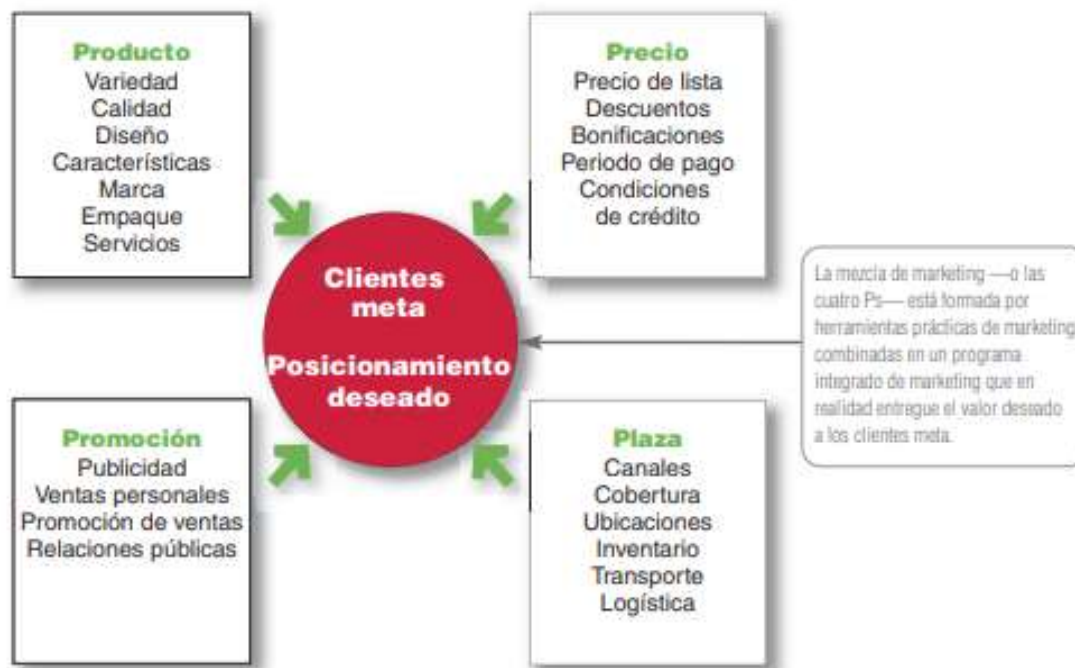 Producto
Variedad
Calidad
Diseño
Características
Marca
Empaque
Servicios
Precio
Precio de lista
Descuentos
Bonificaciones
Periodo de pago
Condiciones
de crédito
Clientes
meta
Posicionamiento
deseado
La mezcla de marketing —o las
cuatro Ps— está formada por
herramientas prácticas de marketing
combinadas en un programa
integrado de marketing que en
realidad entregue el valor deseado
a los clientes meta.
Promoción
Publicidad
Ventas personales
Promoción de ventas
Relaciones públicas
Plaza
Canales
Cobertura
Ubicaciones
Inventario
Transporte
Logística